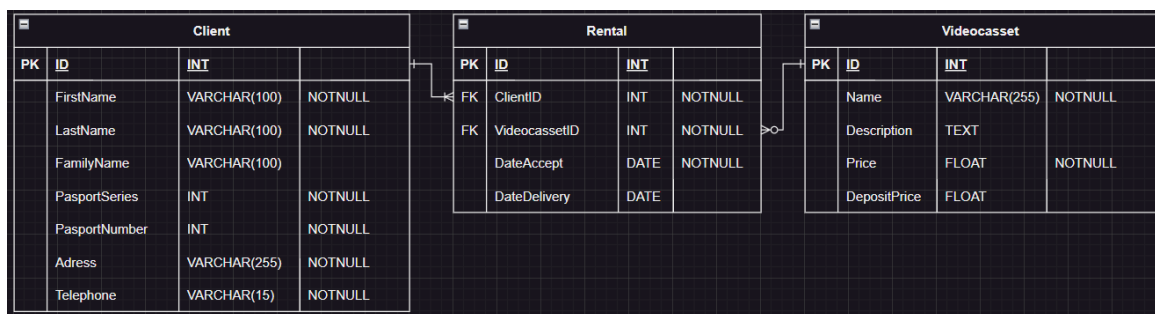 Client
PK ID INT
FirstName VARCHAR(100) NOTNULL
LastName VARCHAR(100) NOTNULL
FamilyName VARCHAR(100)
PasportSeries INT NOTNULL
PasportNumber INT NOTNULL
Adress VARCHAR(255) NOTNULL
Telephone VARCHAR(15) NOTNULL
Rental
PK ID INT
FK ClientID INT NOTNULL
FK VideocassetID INT NOTNULL
DateAccept DATE NOTNULL
DateDelivery DATE
Videocasset
PK ID INT
Name VARCHAR(255) NOTNULL
Description TEXT
Price FLOAT NOTNULL
DepositPrice FLOAT